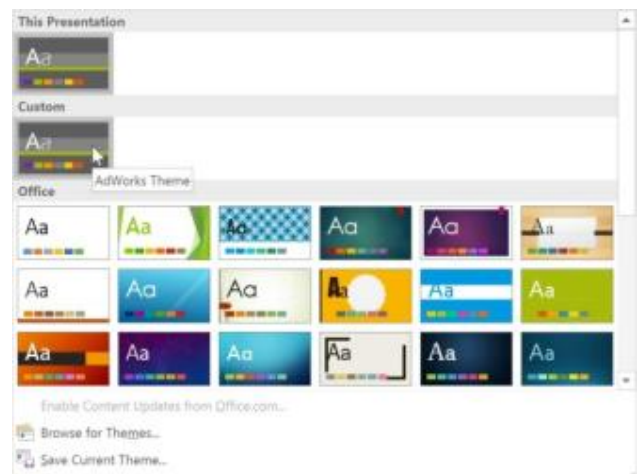 This Presentation
Aa
Custom
Aa
AdWorks Theme
Office
Aa Aa Aa Aa Aa Aa
Aa Aa Aa Aa Aa Aa
Aa Aa Aa Aa Aa Aa
Enable Content Updates from Office.com...
Browse for Themes...
Save Current Theme...